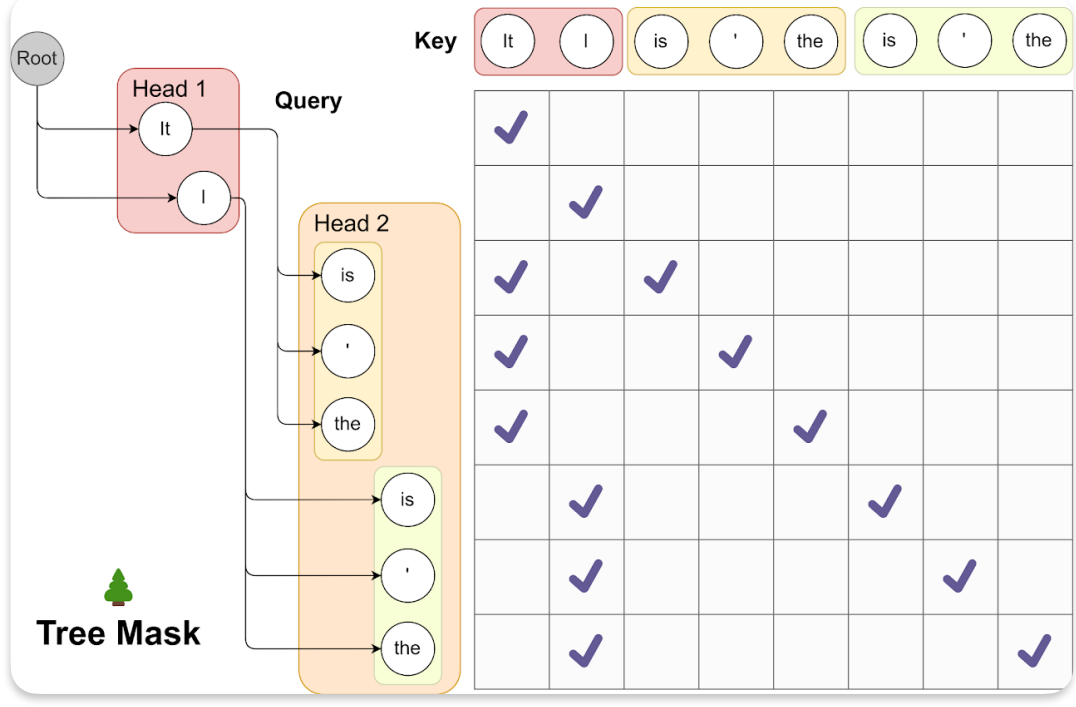 Key
It I is ' the is ' the
Root
Head 1
Query
It
I
Head 2
is
'
the
is
'
the
Tree Mask